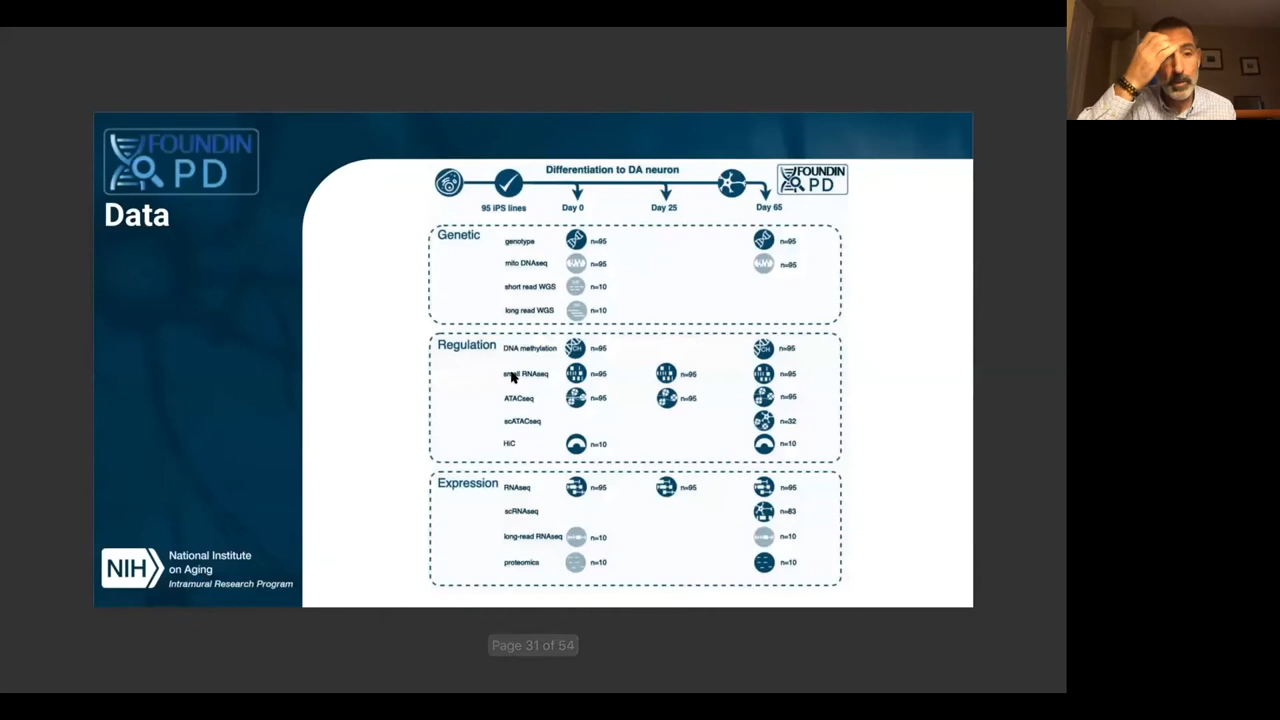 FOUNDIN
PD
Data
Differentiation to DA neuron
FOUNDIN
PD
95 iPS lines Day 0 Day 25 Day 65
Genetic
genotype n=95 n=95
mito DNAseq n=95 n=95
short read WGS n=10
long read WGS n=10
Regulation
DNA methylation CH n=95 CH n=95
small RNAseq n=95 n=95 n=95
ATACseq n=95 n=95 n=95
scATACseq n=32
HiC n=10 n=10
Expression
RNAseq n=95 n=95 n=95
scRNAseq n=83
long-read RNAseq n=10 n=10
proteomics n=10 n=10
NIH
National Institute
on Aging
Intramural Research Program
Page 31 of 54